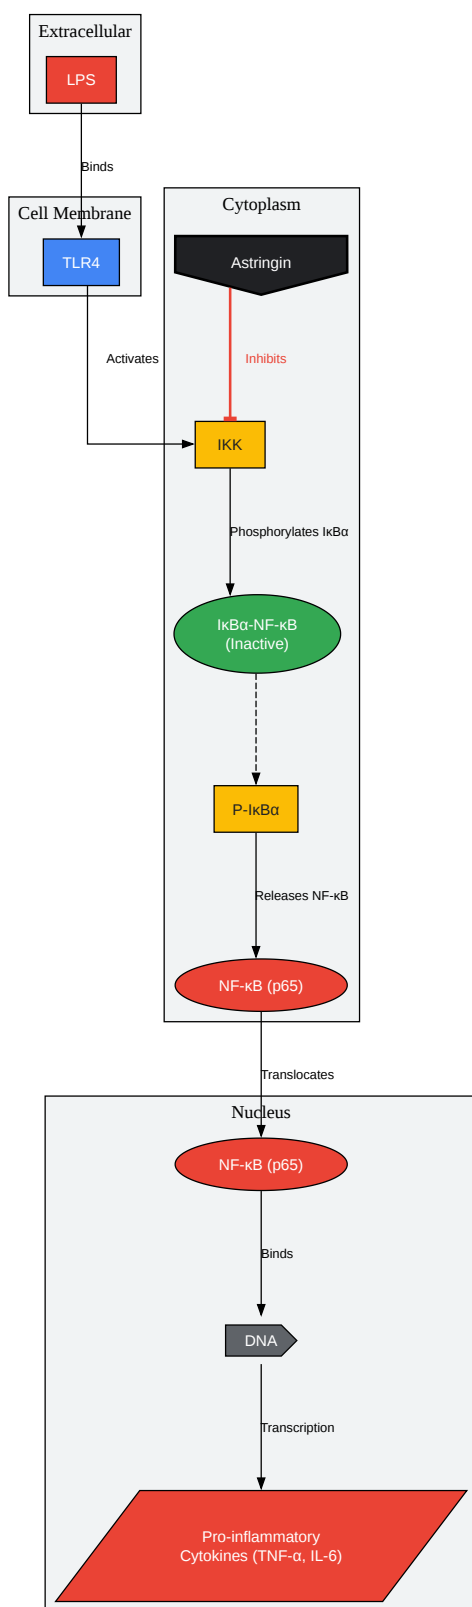 Extracellular
LPS
Binds
Cell Membrane
TLR4
Activates
Cytoplasm
Astringin
Inhibits
IKK
Phosphorylates IκBα
IκBα-NF-κB
(Inactive)
P-IκBα
Releases NF-κB
NF-κB (p65)
Translocates
Nucleus
NF-κB (p65)
Binds
DNA
Transcription
Pro-inflammatory
Cytokines (TNF-α, IL-6)